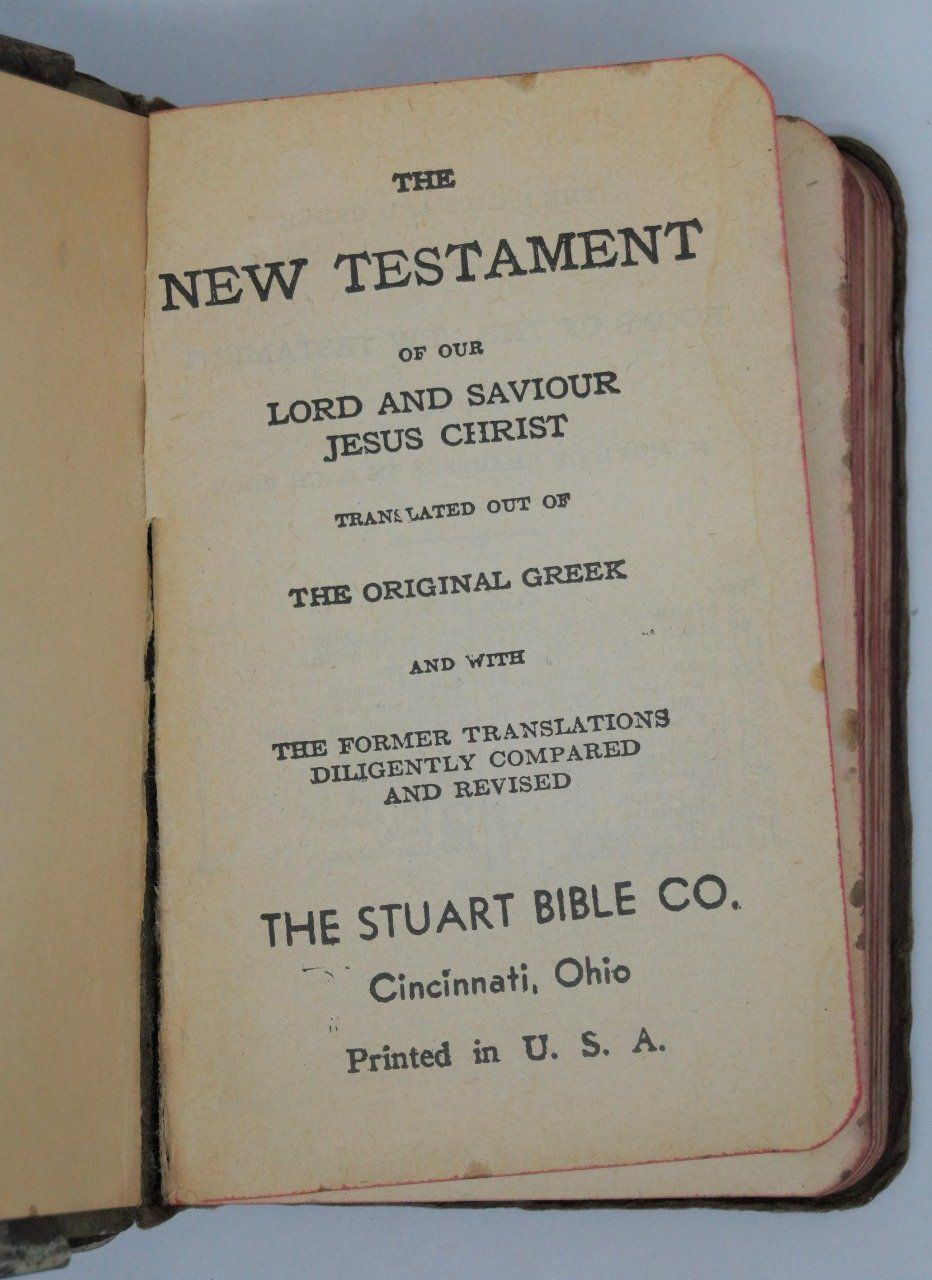 THE
NEW TESTAMENT
OF OUR
LORD AND SAVIOUR
JESUS CHRIST
TRANSLATED OUT OF
THE ORIGINAL GREEK
AND WITH
THE FORMER TRANSLATIONS
DILIGENTLY COMPARED
AND REVISED
THE STUART BIBLE CO.
Cincinnati, Ohio
Printed in U. S. A.